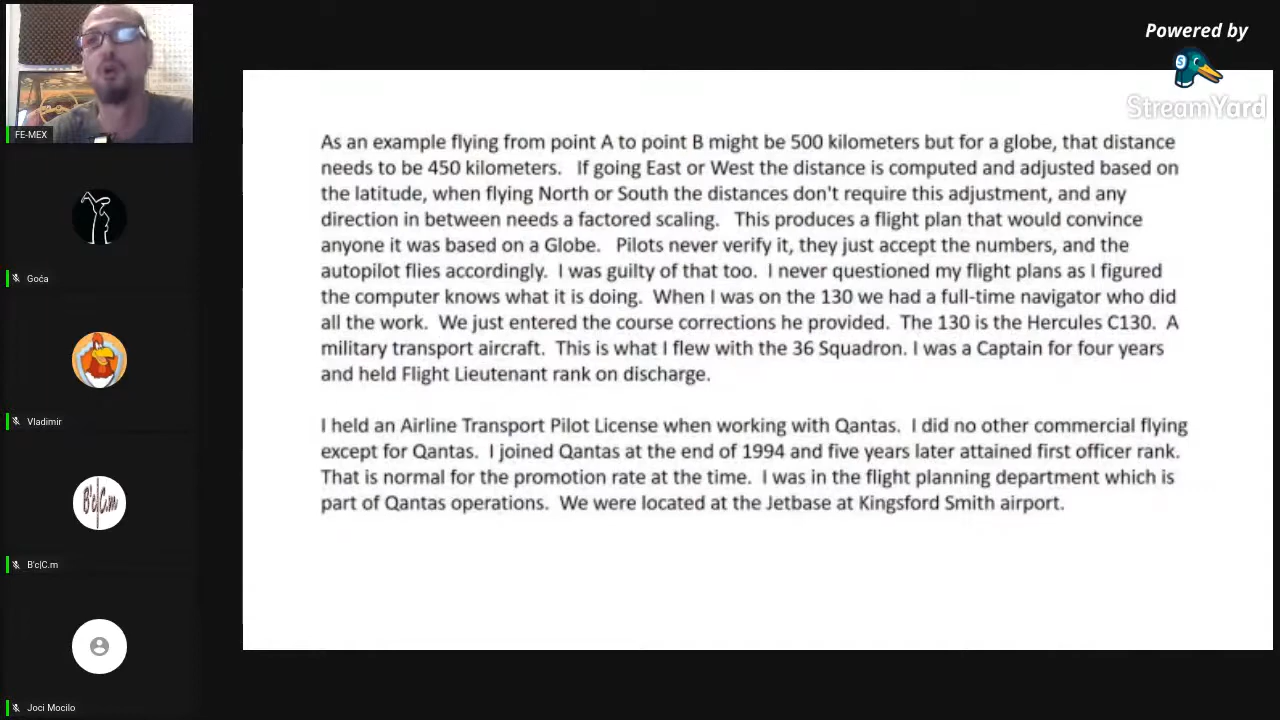 Powered by
StreamYard
FE-MEX
Goća
Vladimir
B'c|C.m
B'c|C.m
Joci Mocilo
As an example flying from point A to point B might be 500 kilometers but for a globe, that distance
needs to be 450 kilometers.   If going East or West the distance is computed and adjusted based on
the latitude, when flying North or South the distances don't require this adjustment, and any
direction in between needs a factored scaling.   This produces a flight plan that would convince
anyone it was based on a Globe.   Pilots never verify it, they just accept the numbers, and the
autopilot flies accordingly.  I was guilty of that too.  I never questioned my flight plans as I figured
the computer knows what it is doing.  When I was on the 130 we had a full-time navigator who did
all the work.  We just entered the course corrections he provided.  The 130 is the Hercules C130.  A
military transport aircraft.  This is what I flew with the 36 Squadron. I was a Captain for four years
and held Flight Lieutenant rank on discharge.
I held an Airline Transport Pilot License when working with Qantas.  I did no other commercial flying
except for Qantas.  I joined Qantas at the end of 1994 and five years later attained first officer rank.
That is normal for the promotion rate at the time.  I was in the flight planning department which is
part of Qantas operations.  We were located at the Jetbase at Kingsford Smith airport.